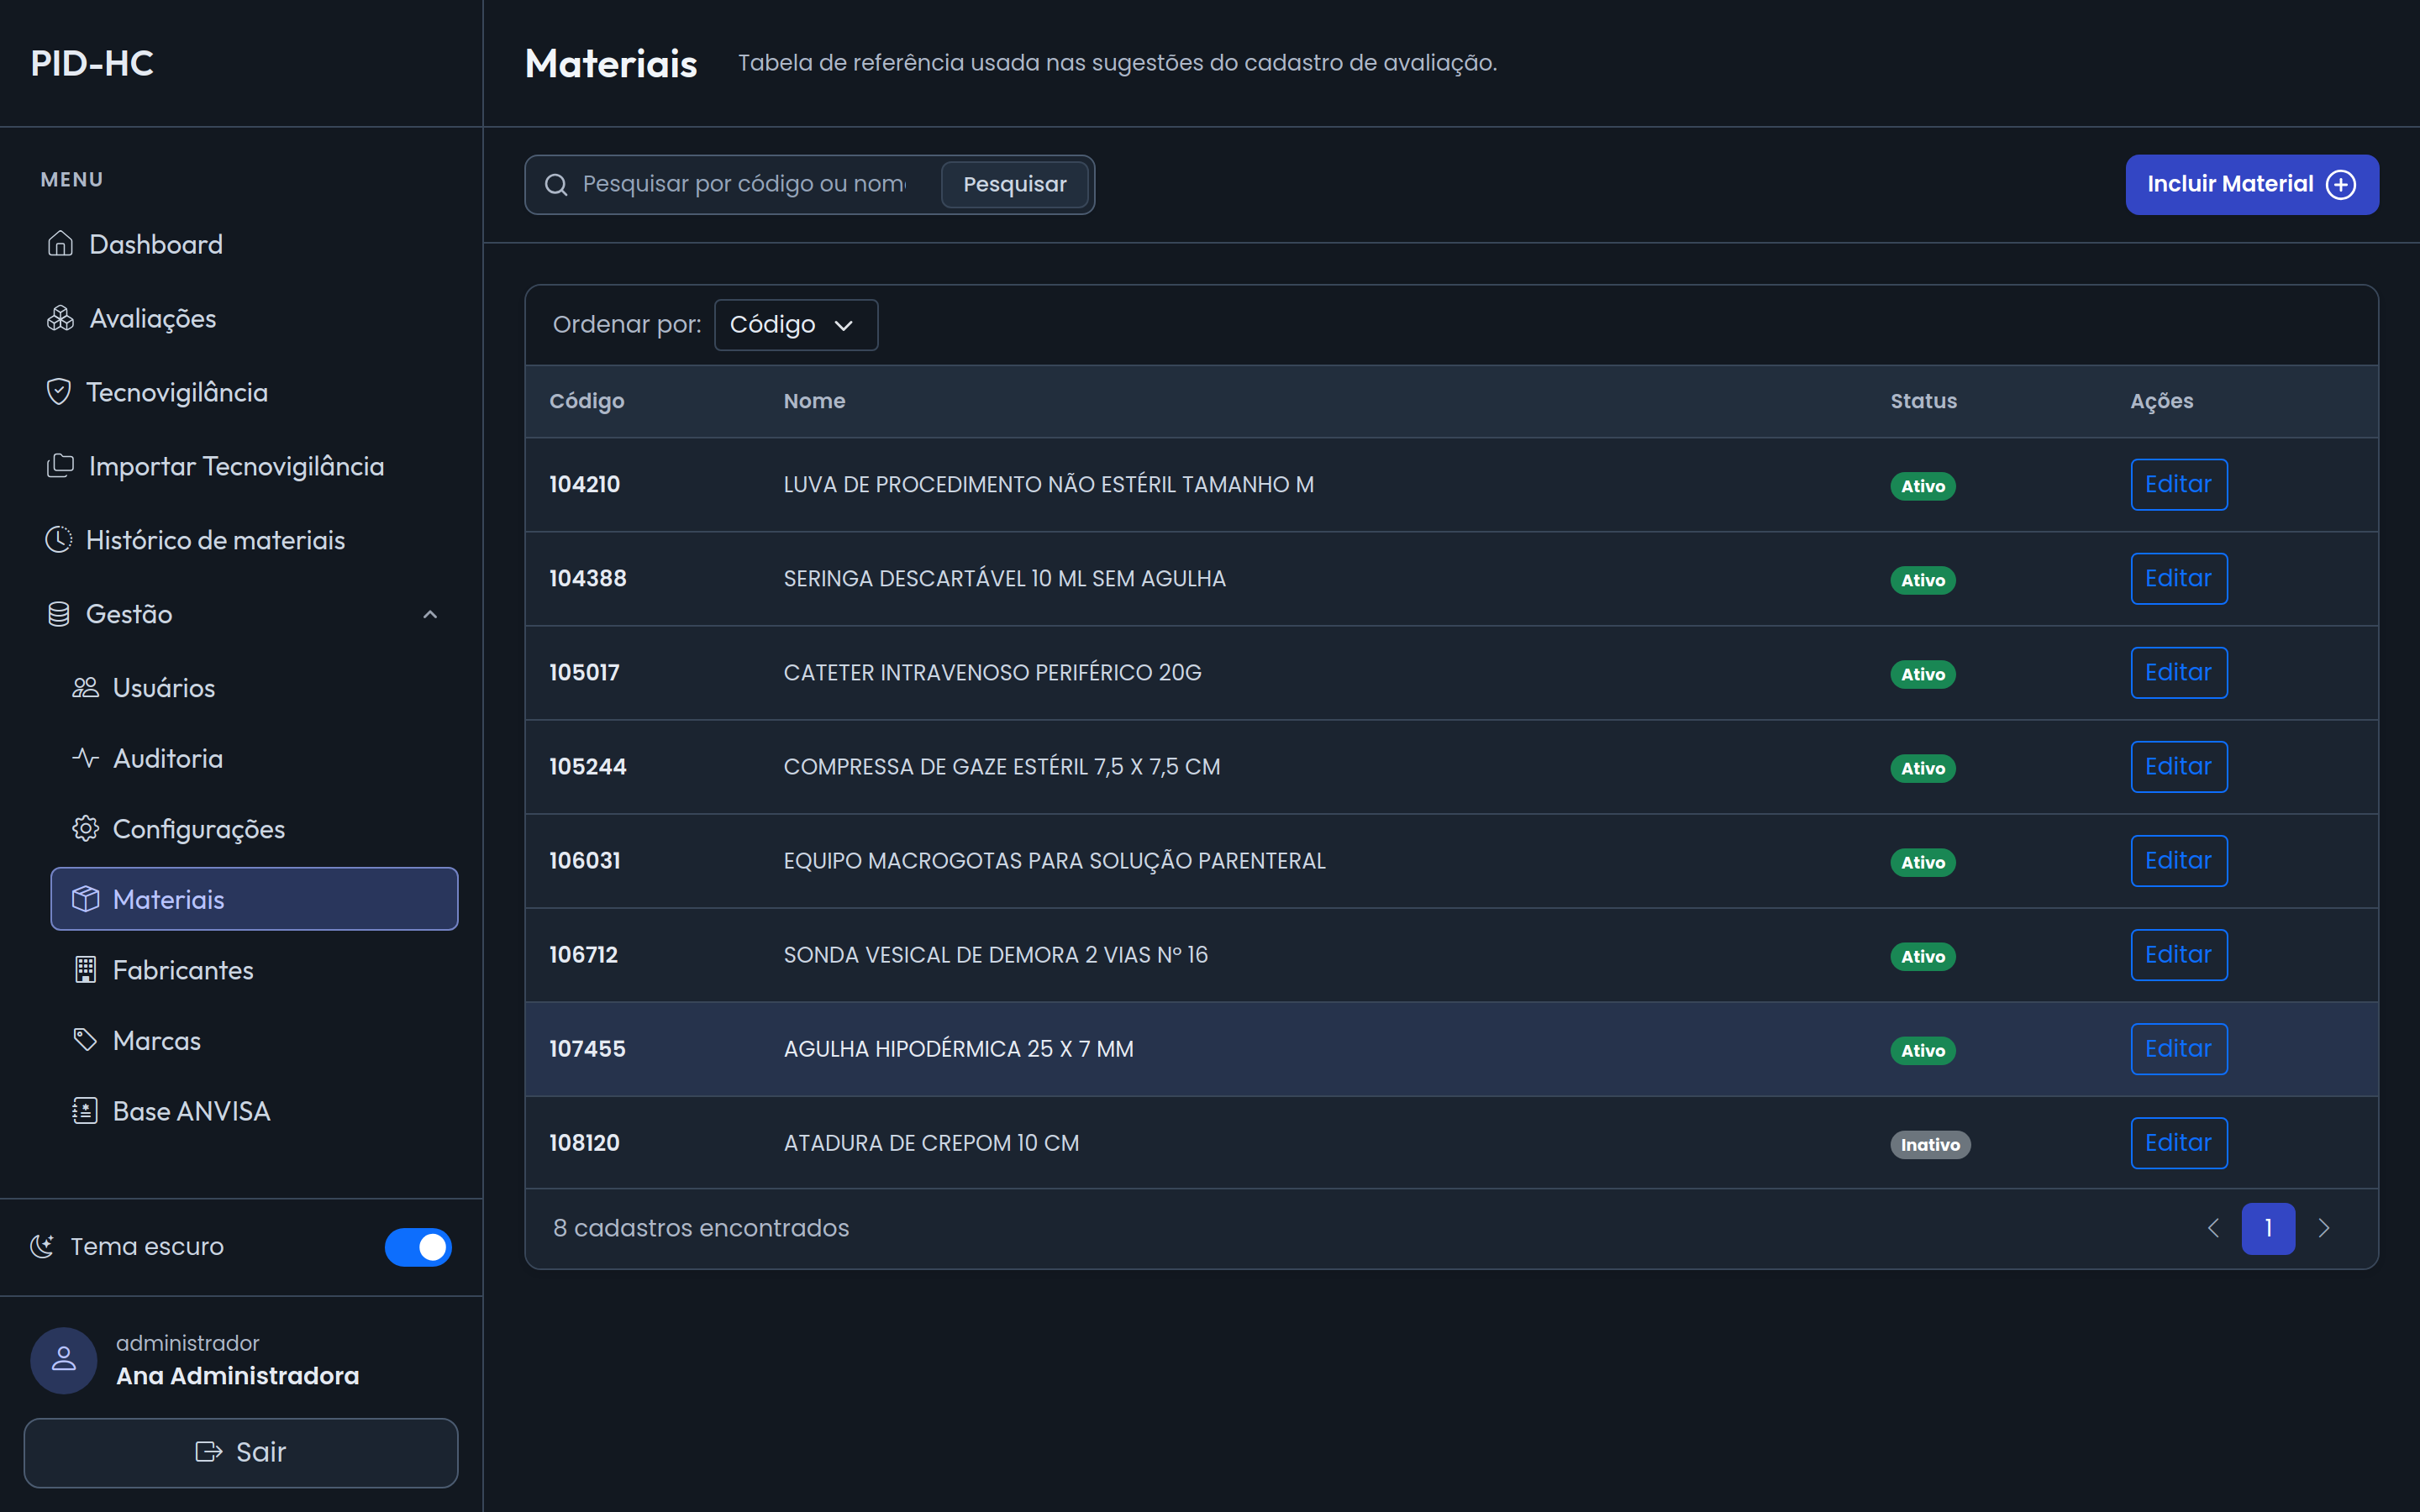 PID-HC
Materiais
Tabela de referência usada nas sugestões do cadastro de avaliação.
MENU
Dashboard
Avaliações
Tecnovigilância
Importar Tecnovigilância
Histórico de materiais
Gestão
Usuários
Auditoria
Configurações
Materiais
Fabricantes
Marcas
Base ANVISA
Tema escuro
administrador
Ana Administradora
Sair
Pesquisar por código ou nom
Pesquisar
Incluir Material
Ordenar por: Código
Código Nome Status Ações
104210 LUVA DE PROCEDIMENTO NÃO ESTÉRIL TAMANHO M Ativo Editar
104388 SERINGA DESCARTÁVEL 10 ML SEM AGULHA Ativo Editar
105017 CATETER INTRAVENOSO PERIFÉRICO 20G Ativo Editar
105244 COMPRESSA DE GAZE ESTÉRIL 7,5 X 7,5 CM Ativo Editar
106031 EQUIPO MACROGOTAS PARA SOLUÇÃO PARENTERAL Ativo Editar
106712 SONDA VESICAL DE DEMORA 2 VIAS Nº 16 Ativo Editar
107455 AGULHA HIPODÉRMICA 25 X 7 MM Ativo Editar
108120 ATADURA DE CREPOM 10 CM Inativo Editar
8 cadastros encontrados
1